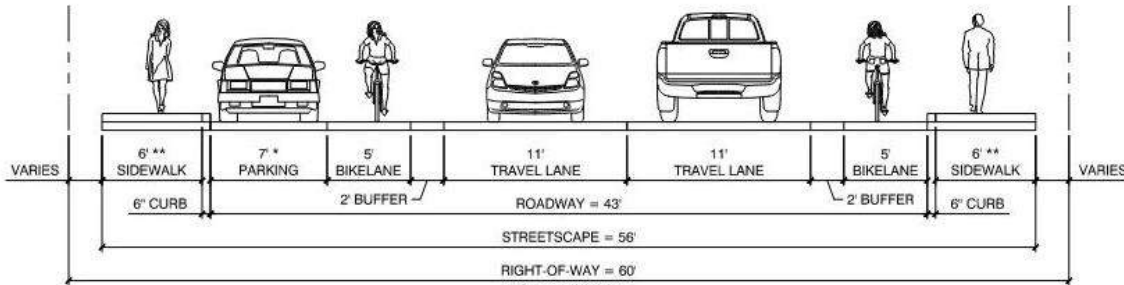 6' **
SIDEWALK
7' *
PARKING
5'
BIKELANE
11'
TRAVEL LANE
11'
TRAVEL LANE
5'
BIKELANE
6' **
SIDEWALK
VARIES
VARIES
6" CURB
2' BUFFER
ROADWAY = 43'
2' BUFFER
6" CURB
STREETSCAPE = 56'
RIGHT-OF-WAY = 60'